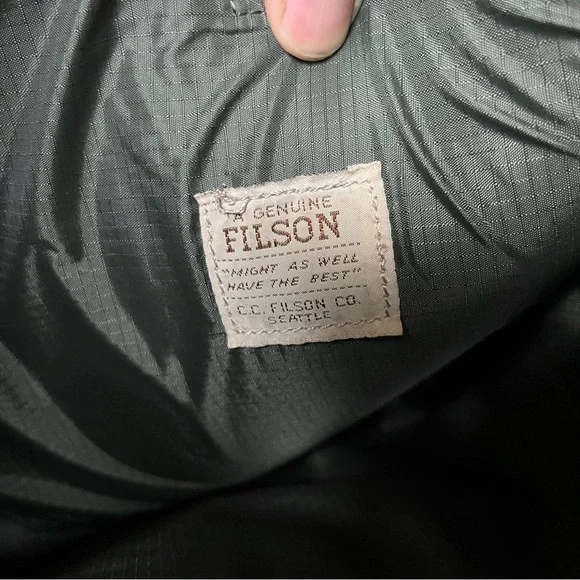 A GENUINE
FILSON
"MIGHT AS WELL
HAVE THE BEST"
C.C. FILSON CO.
SEATTLE